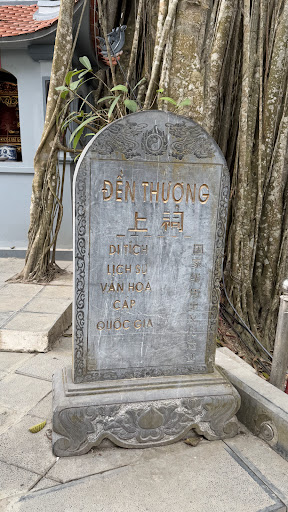 ĐỀN THƯỢNG
上祠
DI TÍCH
LỊCH SỬ
VĂN HÓA
CẤP
QUỐC GIA